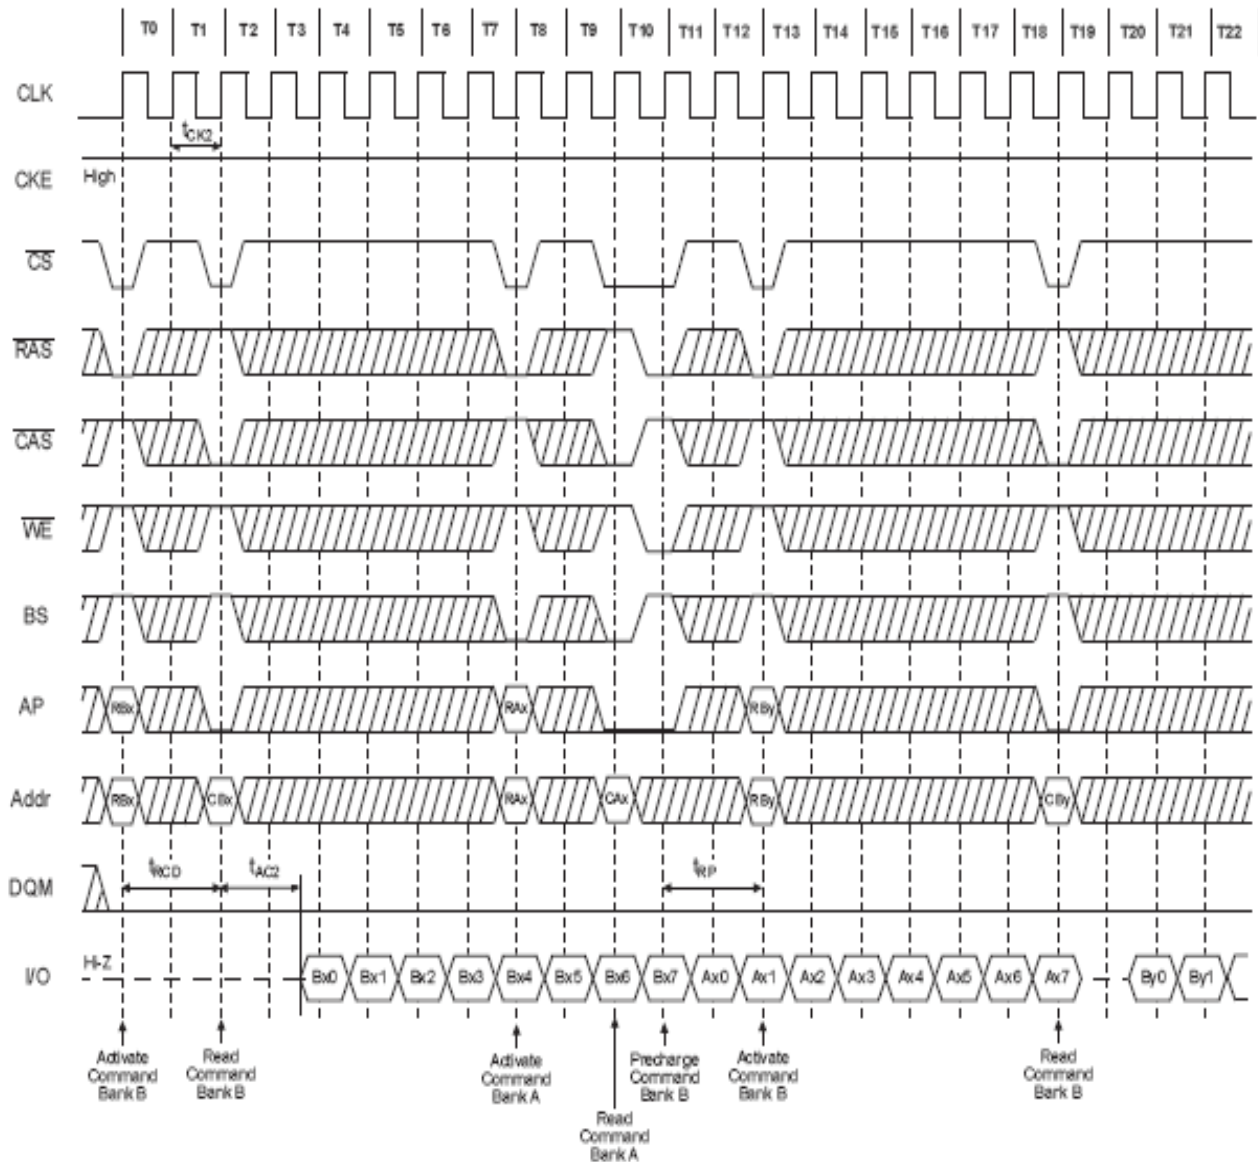 T0 T1 T2 T3 T4 T5 T6 T7 T8 T9 T10 T11 T12 T13 T14 T15 T16 T17 T18 T19 T20 T21 T22
CLK
tCK2
CKE High
CS
RAS
CAS
WE
BS
AP RBx RAx RBy
Addr RBx CBx RAx CAx RBy CBy
tRCD tAC2 tRP
DQM
I/O Hi-Z Bx0 Bx1 Bx2 Bx3 Bx4 Bx5 Bx6 Bx7 Ax0 Ax1 Ax2 Ax3 Ax4 Ax5 Ax6 Ax7 By0 By1
Activate
Command
Bank B
Read
Command
Bank B
Activate
Command
Bank A
Read
Command
Bank A
Precharge
Command
Bank B
Activate
Command
Bank B
Read
Command
Bank B